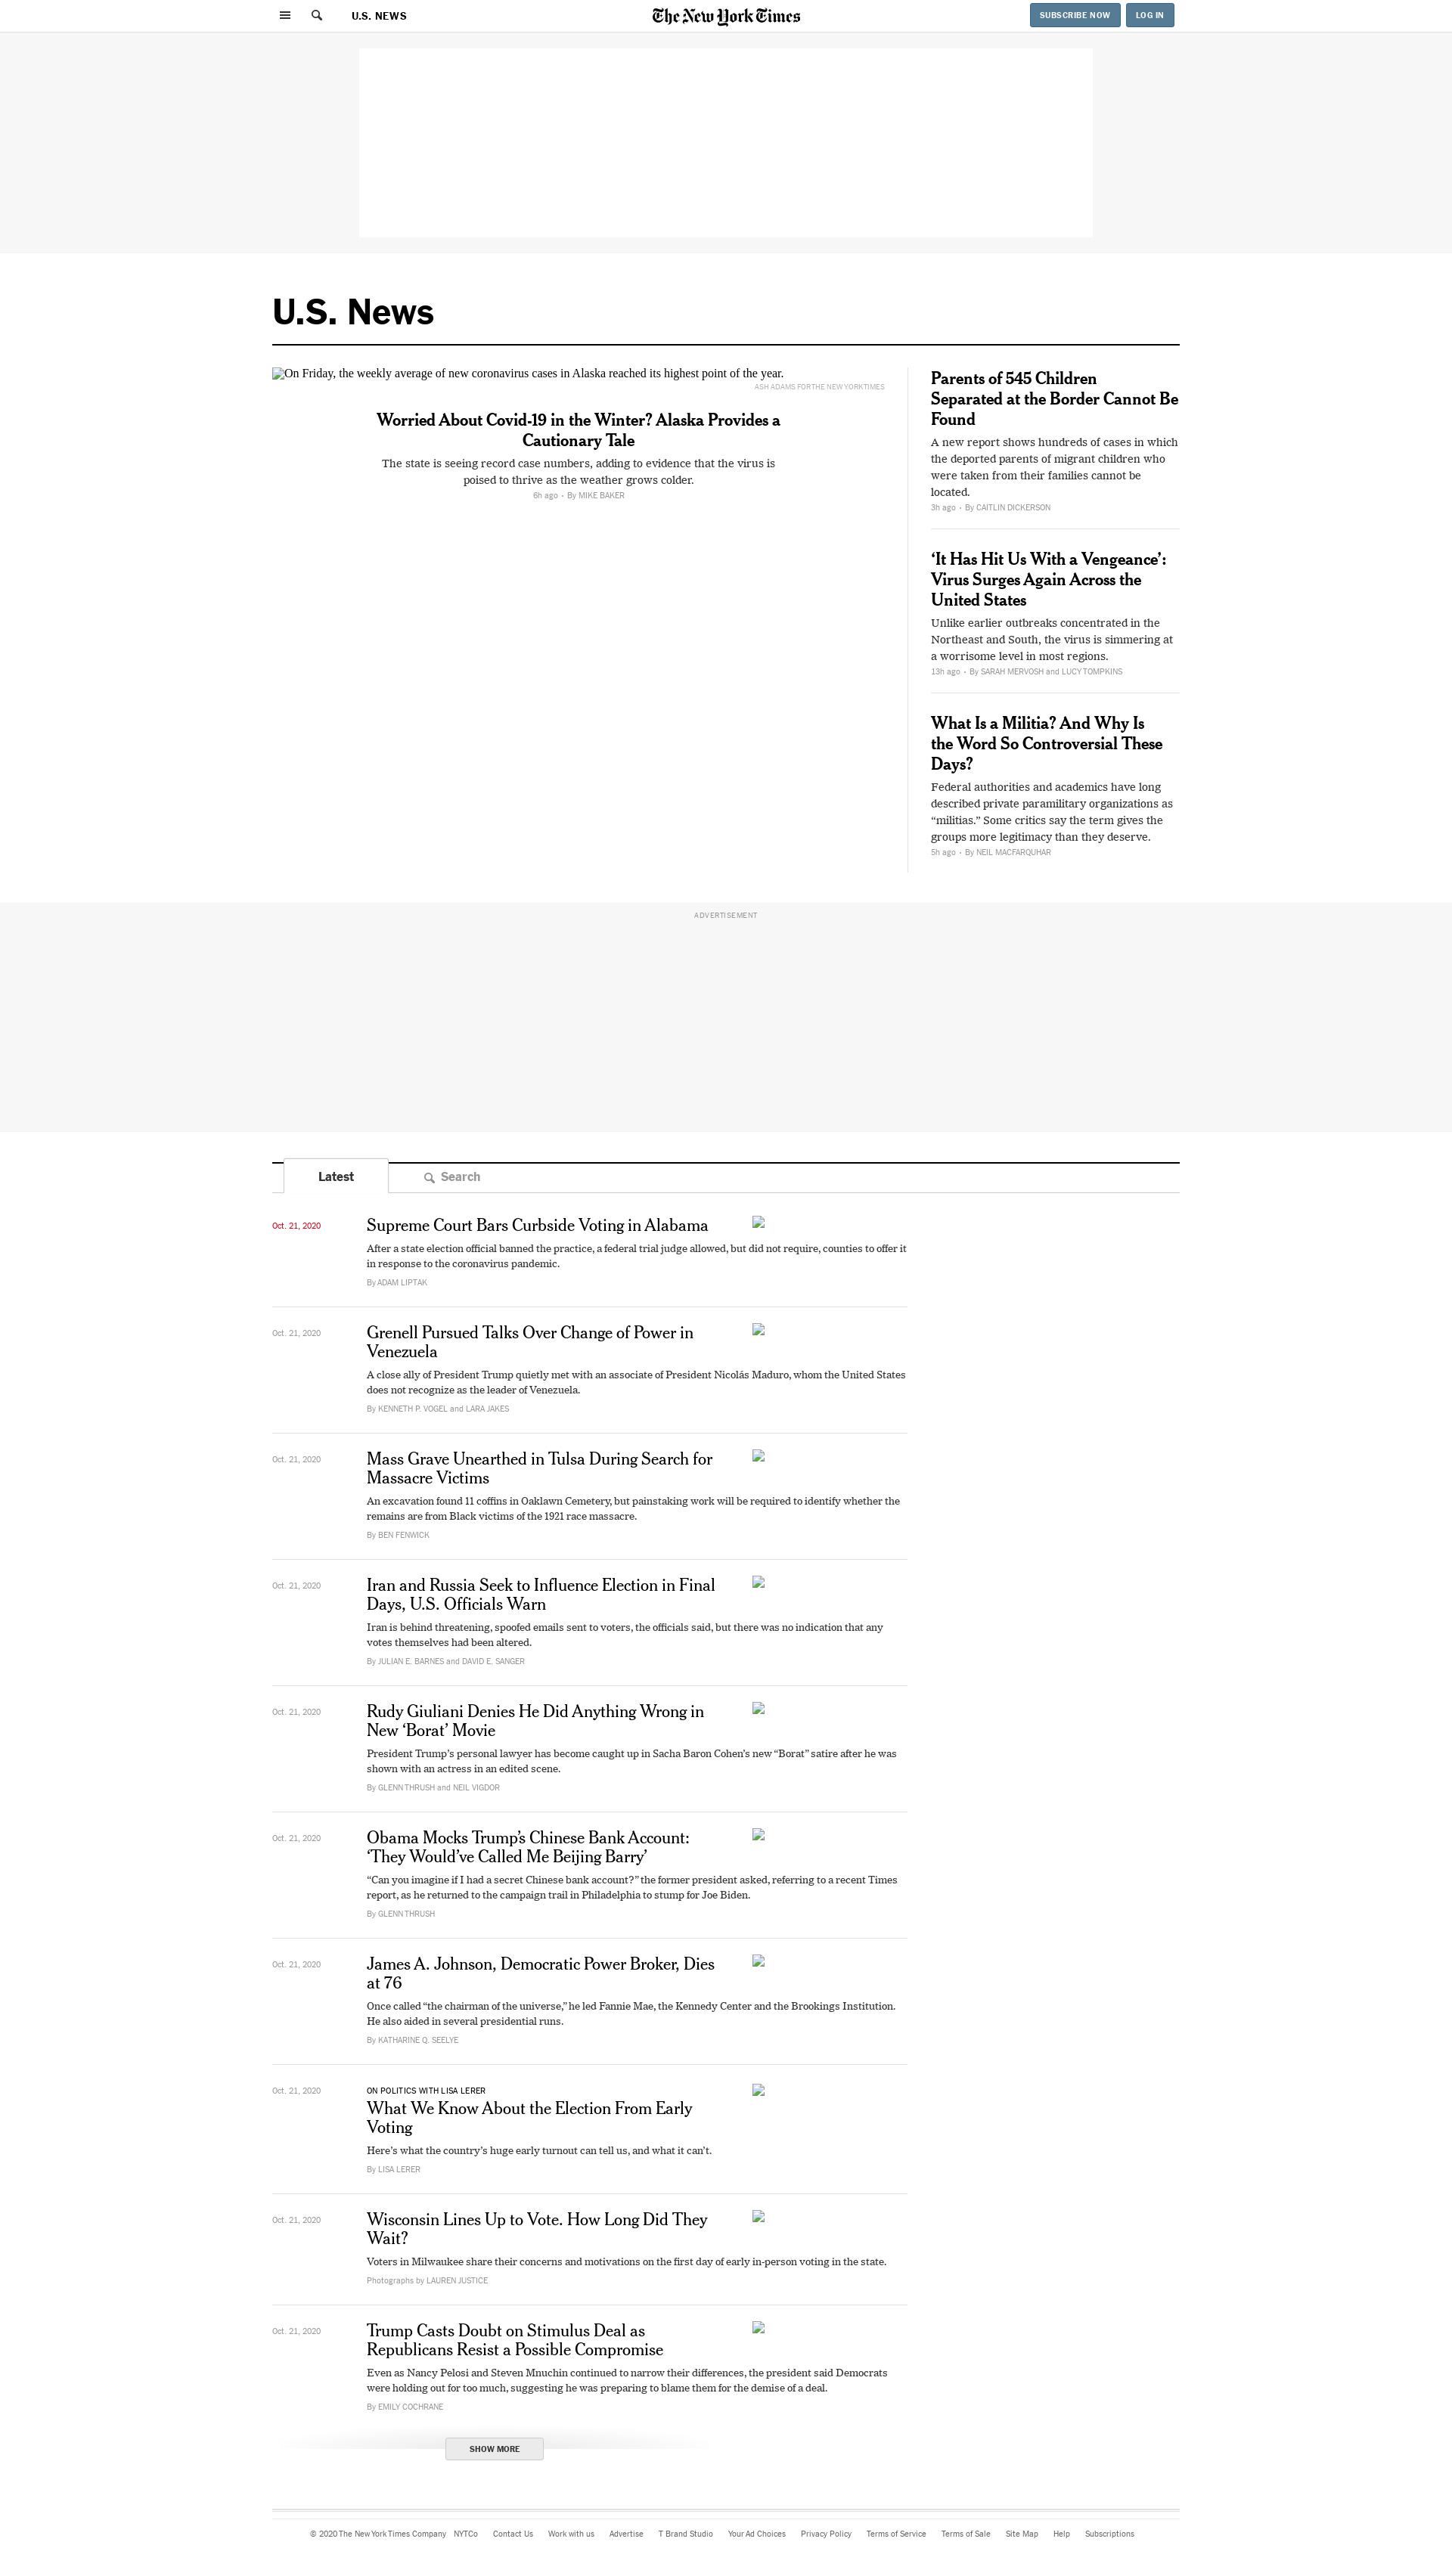 U.S. NEWS
The New York Times
SUBSCRIBE NOW
LOG IN
U.S. News
On Friday, the weekly average of new coronavirus cases in Alaska reached its highest point of the year.
ASH ADAMS FOR THE NEW YORK TIMES
Worried About Covid-19 in the Winter? Alaska Provides a
Cautionary Tale
The state is seeing record case numbers, adding to evidence that the virus is
poised to thrive as the weather grows colder.
6h ago • By MIKE BAKER
Parents of 545 Children
Separated at the Border Cannot Be
Found
A new report shows hundreds of cases in which
the deported parents of migrant children who
were taken from their families cannot be
located.
3h ago • By CAITLIN DICKERSON
‘It Has Hit Us With a Vengeance’:
Virus Surges Again Across the
United States
Unlike earlier outbreaks concentrated in the
Northeast and South, the virus is simmering at
a worrisome level in most regions.
13h ago • By SARAH MERVOSH and LUCY TOMPKINS
What Is a Militia? And Why Is
the Word So Controversial These
Days?
Federal authorities and academics have long
described private paramilitary organizations as
“militias.” Some critics say the term gives the
groups more legitimacy than they deserve.
5h ago • By NEIL MACFARQUHAR
ADVERTISEMENT
Latest
Search
Oct. 21, 2020
Supreme Court Bars Curbside Voting in Alabama
After a state election official banned the practice, a federal trial judge allowed, but did not require, counties to offer it
in response to the coronavirus pandemic.
By ADAM LIPTAK
Oct. 21, 2020
Grenell Pursued Talks Over Change of Power in
Venezuela
A close ally of President Trump quietly met with an associate of President Nicolás Maduro, whom the United States
does not recognize as the leader of Venezuela.
By KENNETH P. VOGEL and LARA JAKES
Oct. 21, 2020
Mass Grave Unearthed in Tulsa During Search for
Massacre Victims
An excavation found 11 coffins in Oaklawn Cemetery, but painstaking work will be required to identify whether the
remains are from Black victims of the 1921 race massacre.
By BEN FENWICK
Oct. 21, 2020
Iran and Russia Seek to Influence Election in Final
Days, U.S. Officials Warn
Iran is behind threatening, spoofed emails sent to voters, the officials said, but there was no indication that any
votes themselves had been altered.
By JULIAN E. BARNES and DAVID E. SANGER
Oct. 21, 2020
Rudy Giuliani Denies He Did Anything Wrong in
New ‘Borat’ Movie
President Trump’s personal lawyer has become caught up in Sacha Baron Cohen’s new “Borat” satire after he was
shown with an actress in an edited scene.
By GLENN THRUSH and NEIL VIGDOR
Oct. 21, 2020
Obama Mocks Trump’s Chinese Bank Account:
‘They Would’ve Called Me Beijing Barry’
“Can you imagine if I had a secret Chinese bank account?” the former president asked, referring to a recent Times
report, as he returned to the campaign trail in Philadelphia to stump for Joe Biden.
By GLENN THRUSH
Oct. 21, 2020
James A. Johnson, Democratic Power Broker, Dies
at 76
Once called “the chairman of the universe,” he led Fannie Mae, the Kennedy Center and the Brookings Institution.
He also aided in several presidential runs.
By KATHARINE Q. SEELYE
Oct. 21, 2020
ON POLITICS WITH LISA LERER
What We Know About the Election From Early
Voting
Here’s what the country’s huge early turnout can tell us, and what it can’t.
By LISA LERER
Oct. 21, 2020
Wisconsin Lines Up to Vote. How Long Did They
Wait?
Voters in Milwaukee share their concerns and motivations on the first day of early in-person voting in the state.
Photographs by LAUREN JUSTICE
Oct. 21, 2020
Trump Casts Doubt on Stimulus Deal as
Republicans Resist a Possible Compromise
Even as Nancy Pelosi and Steven Mnuchin continued to narrow their differences, the president said Democrats
were holding out for too much, suggesting he was preparing to blame them for the demise of a deal.
By EMILY COCHRANE
SHOW MORE
© 2020 The New York Times Company NYTCo Contact Us Work with us Advertise T Brand Studio Your Ad Choices Privacy Policy Terms of Service Terms of Sale Site Map Help Subscriptions